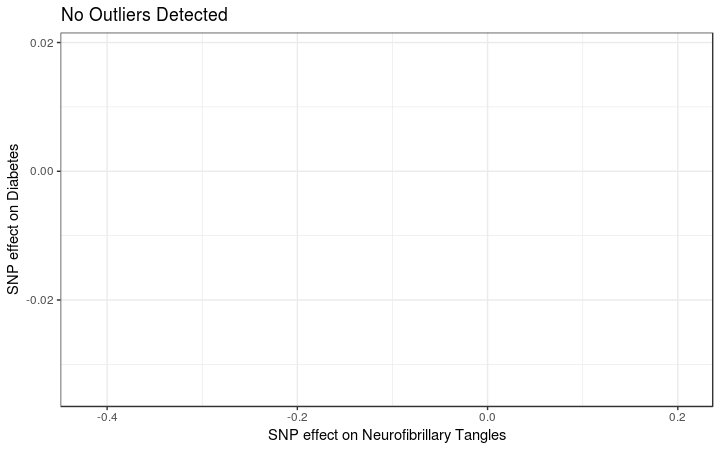 No Outliers Detected
0.02
0.00
-0.02
SNP effect on Diabetes
-0.4
-0.2
0.0
0.2
SNP effect on Neurofibrillary Tangles